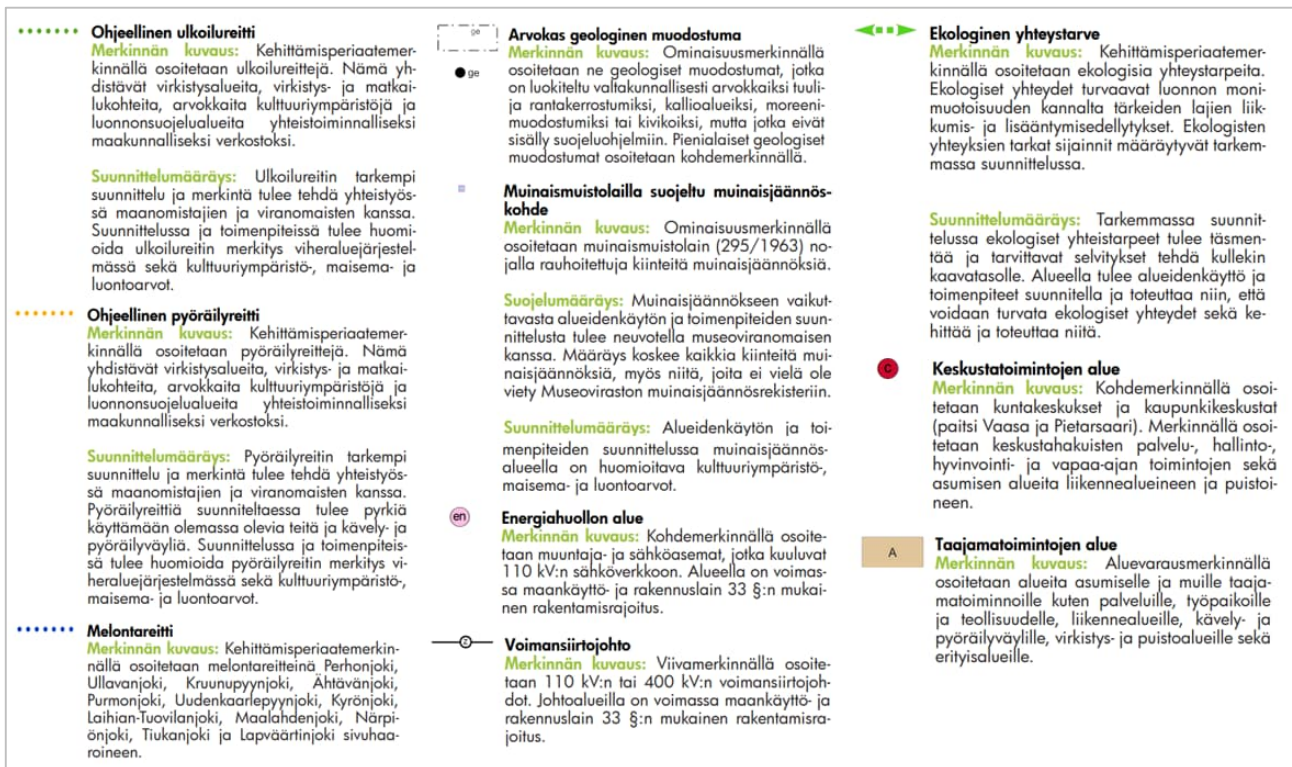 Ohjeellinen ulkoilureitti
Merkinnän kuvaus: Kehittämisperiaatemer-
kinnällä osoitetaan ulkoilureittejä. Nämä yh-
distävät virkistysalueita, virkistys- ja matkai-
lukohteita, arvokkaita kulttuuriympäristöjä ja
luonnonsuojelualueita yhteistoiminnalliseksi
maakunnalliseksi verkostoksi.
Suunnittelumääräys: Ulkoilureitin tarkempi
suunnittelu ja merkintä tulee tehdä yhteistyös-
sä maanomistajien ja viranomaisten kanssa.
Suunnittelussa ja toimenpiteissä tulee huomi-
oida ulkoilureitin merkitys viheraluejärjestel-
mässä sekä kulttuuriympäristö-, maisema- ja
luontoarvot.
Ohjeellinen pyöräilyreitti
Merkinnän kuvaus: Kehittämisperiaatemer-
kinnällä osoitetaan pyöräilyreittejä. Nämä
yhdistävät virkistysalueita, virkistys- ja matkai-
lukohteita, arvokkaita kulttuuriympäristöjä ja
luonnonsuojelualueita yhteistoiminnalliseksi
maakunnalliseksi verkostoksi.
Suunnittelumääräys: Pyöräilyreitin tarkempi
suunnittelu ja merkintä tulee tehdä yhteistyös-
sä maanomistajien ja viranomaisten kanssa.
Pyöräilyreittiä suunniteltaessa tulee pyrkiä
käyttämään olemassa olevia teitä ja kävely- ja
pyöräilyväyliä. Suunnittelussa ja toimenpiteis-
sä tulee huomioida pyöräilyreitin merkitys vi-
heraluejärjestelmässä sekä kulttuuriympäristö-,
maisema- ja luontoarvot.
Melontareitti
Merkinnän kuvaus: Kehittämisperiaatemerkin-
nällä osoitetaan melontareitteinä Perhonjoki,
Ullavanjoki, Kruunupyynjoki, Ähtävänjoki,
Purmonjoki, Uudenkaarlepyynjoki, Kyrönjoki,
Laihian-Tuovilanjoki, Maalahdenjoki, Närpi-
önjoki, Tiukanjoki ja Lapväärtinjoki sivuhaa-
roineen.
ge
Arvokas geologinen muodostuma
ge
Merkinnän kuvaus: Ominaisuusmerkinnällä
osoitetaan ne geologiset muodostumat, jotka
on luokiteltu valtakunnallisesti arvokkaiksi tuuli-
ja rantakerrostumiksi, kallioalueiksi, moreeni-
muodostumiksi tai kivikoiksi, mutta jotka eivät
sisälly suojeluohjelmiin. Pienialaiset geologiset
muodostumat osoitetaan kohdemerkinnällä.
Muinaismuistolailla suojeltu muinaisjäännös-
kohde
Merkinnän kuvaus: Ominaisuusmerkinnällä
osoitetaan muinaismuistolain (295/1963) no-
jalla rauhoitettuja kiinteitä muinaisjäännöksiä.
Suojelumääräys: Muinaisjäännökseen vaikut-
tavasta alueidenkäytön ja toimenpiteiden suun-
nittelusta tulee neuvotella museoviranomaisen
kanssa. Määräys koskee kaikkia kiinteitä mui-
naisjäännöksiä, myös niitä, joita ei vielä ole
viety Museoviraston muinaisjäännösrekisteriin.
Suunnittelumääräys: Alueidenkäytön ja toi-
menpiteiden suunnittelussa muinaisjäännös-
alueella on huomioitava kulttuuriympäristö-,
maisema- ja luontoarvot.
en
Energiahuollon alue
Merkinnän kuvaus: Kohdemerkinnällä osoite-
taan muuntaja- ja sähköasemat, jotka kuuluvat
110 kV:n sähköverkkoon. Alueella on voimas-
sa maankäyttö- ja rakennuslain 33 §:n mukai-
nen rakentamisrajoitus.
z
Voimansiirtojohto
Merkinnän kuvaus: Viivamerkinnällä osoite-
taan 110 kV:n tai 400 kV:n voimansiirtojoh-
dot. Johtoalueilla on voimassa maankäyttö- ja
rakennuslain 33 §:n mukainen rakentamisra-
joitus.
Ekologinen yhteystarve
Merkinnän kuvaus: Kehittämisperiaatemer-
kinnällä osoitetaan ekologisia yhteystarpeita.
Ekologiset yhteydet turvaavat luonnon moni-
muotoisuuden kannalta tärkeiden lajien liik-
kumis- ja lisääntymisedellytykset. Ekologisten
yhteyksien tarkat sijainnit määräytyvät tarkem-
massa suunnittelussa.
Suunnittelumääräys: Tarkemmassa suunnit-
telussa ekologiset yhteistarpeet tulee täsmen-
tää ja tarvittavat selvitykset tehdä kullekin
kaavatasolle. Alueella tulee alueidenkäyttö ja
toimenpiteet suunnitella ja toteuttaa niin, että
voidaan turvata ekologiset yhteydet sekä ke-
hittää ja toteuttaa niitä.
C
Keskustatoimintojen alue
Merkinnän kuvaus: Kohdemerkinnällä osoi-
tetaan kuntakeskukset ja kaupunkikeskustat
(paitsi Vaasa ja Pietarsaari). Merkinnällä osoi-
tetaan keskustahakuisten palvelu-, hallinto-,
hyvinvointi- ja vapaa-ajan toimintojen sekä
asumisen alueita liikennealueineen ja puistoi-
neen.
A
Taajamatoimintojen alue
Merkinnän kuvaus: Aluevarausmerkinnällä
osoitetaan alueita asumiselle ja muille taaja-
matoiminnoille kuten palveluille, työpaikoille
ja teollisuudelle, liikennealueille, kävely- ja
pyöräilyväylille, virkistys- ja puistoalueille sekä
erityisalueille.